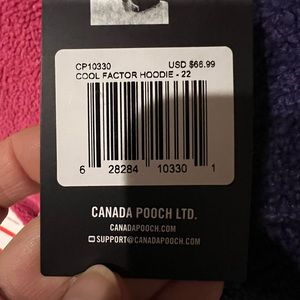 CP10330 USD $66.99
COOL FACTOR HOODIE - 22
6 28284 10330 1
CANADA POOCH LTD.
CANADAPOOCH.COM
SUPPORT@CANADAPOOCH.COM